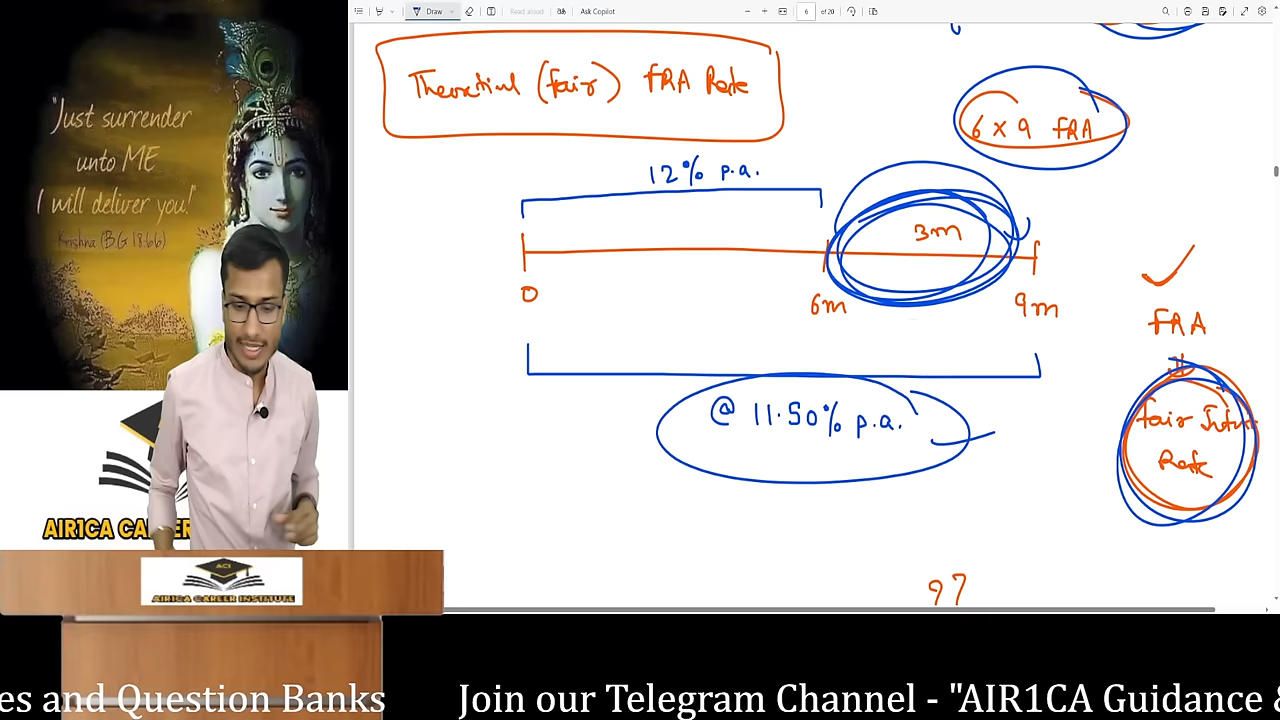 Draw
Read aloud
Ask Copilot
6
of 20
"Just surrender
unto ME
I will deliver you!"
Krishna (BG 18:66)
Theoretical (fair) FRA Rate
6 x 9 FRA
12% p.a.
3m
0
6m
9m
FRA
fair
Rate
@ 11.50% p.a.
97
AIR1CA CAREER
ACI
AIR1CA CAREER INSTITUTE
es and Question Banks
Join our Telegram Channel - "AIR1CA Guidance &